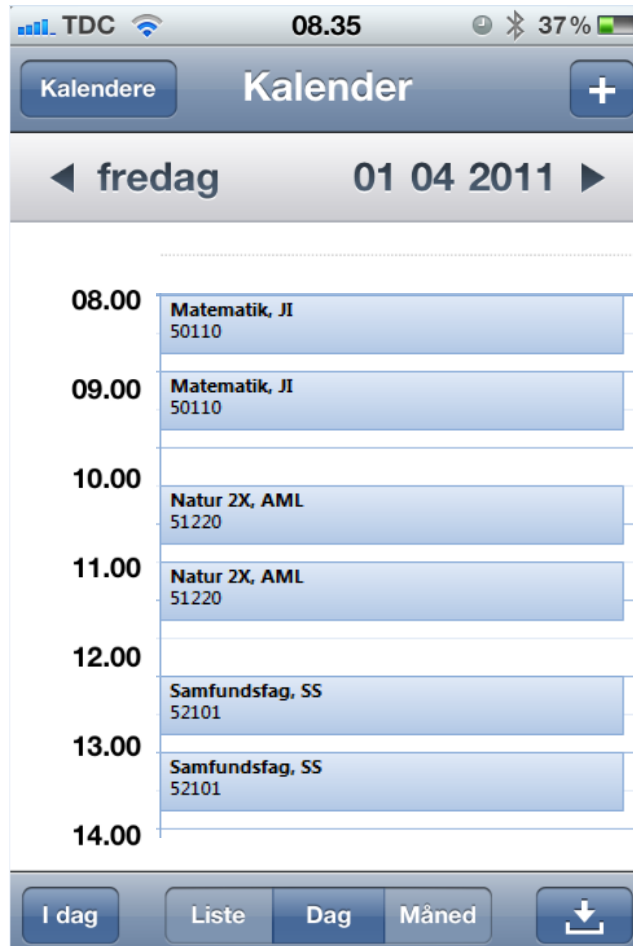 TDC 08.35 37%
Kalendere Kalender +
fredag 01 04 2011
08.00
Matematik, JI
50110
09.00
Matematik, JI
50110
10.00
Natur 2X, AML
51220
11.00
Natur 2X, AML
51220
12.00
Samfundsfag, SS
52101
13.00
Samfundsfag, SS
52101
14.00
I dag Liste Dag Måned